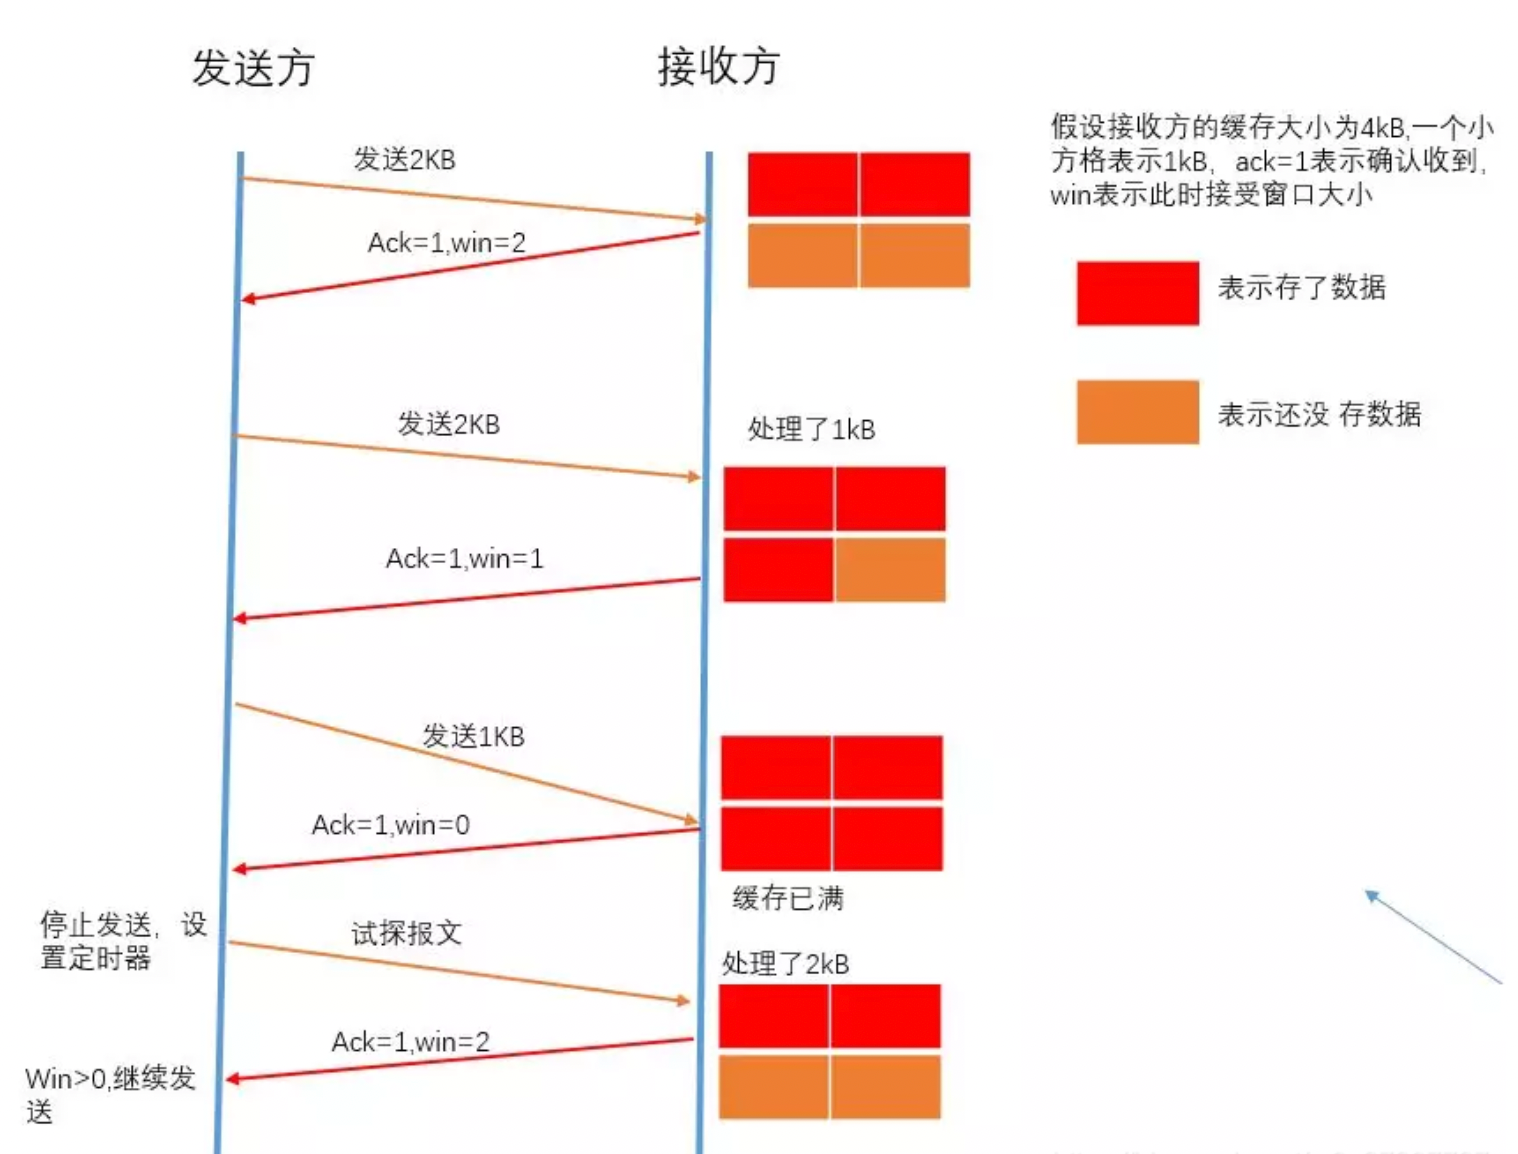 发送方
接收方
假设接收方的缓存大小为4kB,一个小
方格表示1kB，ack=1表示确认收到，
win表示此时接受窗口大小
发送2KB
Ack=1,win=2
表示存了数据
表示还没 存数据
发送2KB
处理了1kB
Ack=1,win=1
发送1KB
Ack=1,win=0
缓存已满
停止发送，设
置定时器
试探报文
处理了2kB
Ack=1,win=2
Win>0,继续发
送